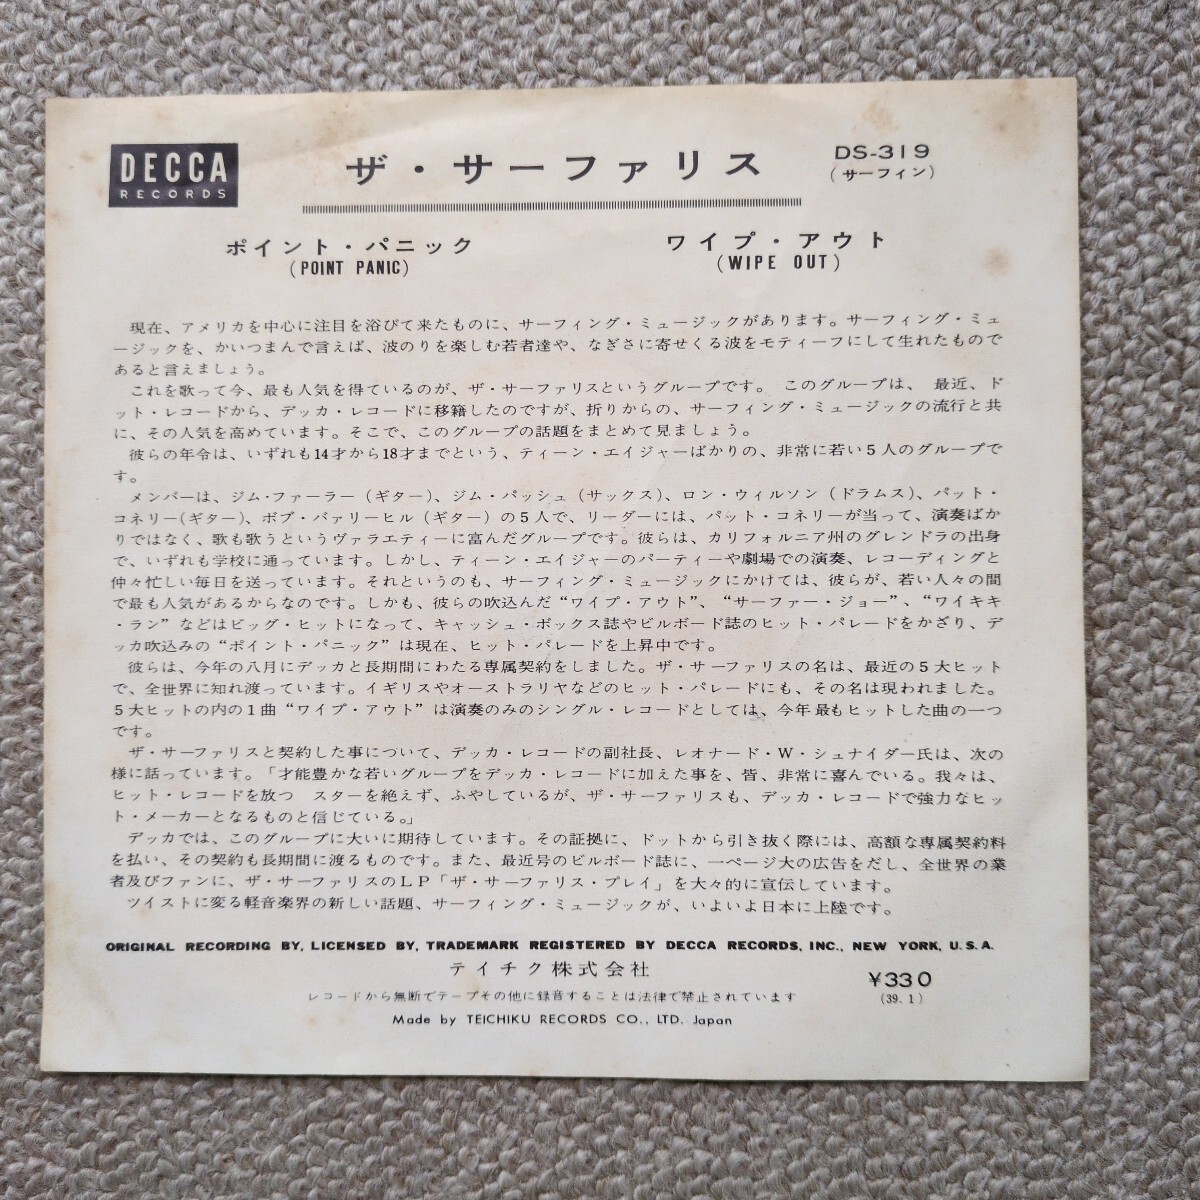 DECCA
RECORDS
ザ・サーファリス
DS-319
(サーフィン)
ポイント・パニック
(POINT PANIC)
ワイプ・アウト
(WIPE OUT)
現在、アメリカを中心に注目を浴びて来たものに、サーフィング・ミュージックがあります。サーフィング・ミュ
ージックを、かいつまんで言えば、波のりを楽しむ若者達や、なぎさに寄せくる波をモティーフにして生れたもので
あると言えましょう。
これを歌って今、最も人気を得ているのが、ザ・サーファリスというグループです。 このグループは、 最近、ド
ット・レコードから、デッカ・レコードに移籍したのですが、折りからの、サーフィング・ミュージックの流行と共
に、その人気を高めています。そこで、このグループの話題をまとめて見ましょう。
彼らの年令は、いずれも14才から18才までという、ティーン・エイジャーばかりの、非常に若い5人のグループで
す。
メンバーは、ジム・ファーラー(ギター)、ジム・パッシュ(サックス)、ロン・ウィルソン(ドラムス)、パット・
コネリー(ギター)、ボブ・バァリーヒル(ギター)の5人で、リーダーには、パット・コネリーが当って、演奏ばか
りではなく、歌も歌うというヴァラエティーに富んだグループです。彼らは、カリフォルニア州のグレンドラの出身
で、いずれも学校に通っています。しかし、ティーン・エイジャーのパーティーや劇場での演奏、レコーディングと
仲々忙しい毎日を送っています。それというのも、サーフィング・ミュージックにかけては、彼らが、若い人々の間
で最も人気があるからなのです。しかも、彼らの吹込んだ“ワイプ・アウト”、“サーファー・ジョー”、“ワイキキ
・ラン”などはビッグ・ヒットになって、キャッシュ・ボックス誌やビルボード誌のヒット・パレードをかざり、デ
ッカ吹込みの“ポイント・パニック”は現在、ヒット・パレードを上昇中です。
彼らは、今年の八月にデッカと長期間にわたる専属契約をしました。ザ・サーファリスの名は、最近の5大ヒット
で、全世界に知れ渡っています。イギリスやオーストラリヤなどのヒット・パレードにも、その名は現われました。
5大ヒットの内の1曲“ワイプ・アウト”は演奏のみのシングル・レコードとしては、今年最もヒットした曲の一つ
です。
ザ・サーファリスと契約した事について、デッカ・レコードの副社長、レオナード・W・シュナイダー氏は、次の
様に話っています。「才能豊かな若いグループをデッカ・レコードに加えた事を、皆、非常に喜んでいる。我々は、
ヒット・レコードを放つ スターを絶えず、ふやしているが、ザ・サーファリスも、デッカ・レコードで強力なヒッ
ト・メーカーとなるものと信じている。」
デッカでは、このグループに大いに期待しています。その証拠に、ドットから引き抜く際には、高額な専属契約料
を払い、その契約も長期間に渡るものです。また、最近号のビルボード誌に、一ページ大の広告をだし、全世界の業
者及びファンに、ザ・サーファリスのLP「ザ・サーファリス・プレイ」を大々的に宣伝しています。
ツイストに変る軽音楽界の新しい話題、サーフィング・ミュージックが、いよいよ日本に上陸です。
ORIGINAL RECORDING BY, LICENSED BY, TRADEMARK REGISTERED BY DECCA RECORDS, INC., NEW YORK, U.S.A.
テイチク株式会社
¥330
(39.1)
レコードから無断でテープその他に録音することは法律で禁止されています
Made by TEICHIKU RECORDS CO., LTD. Japan